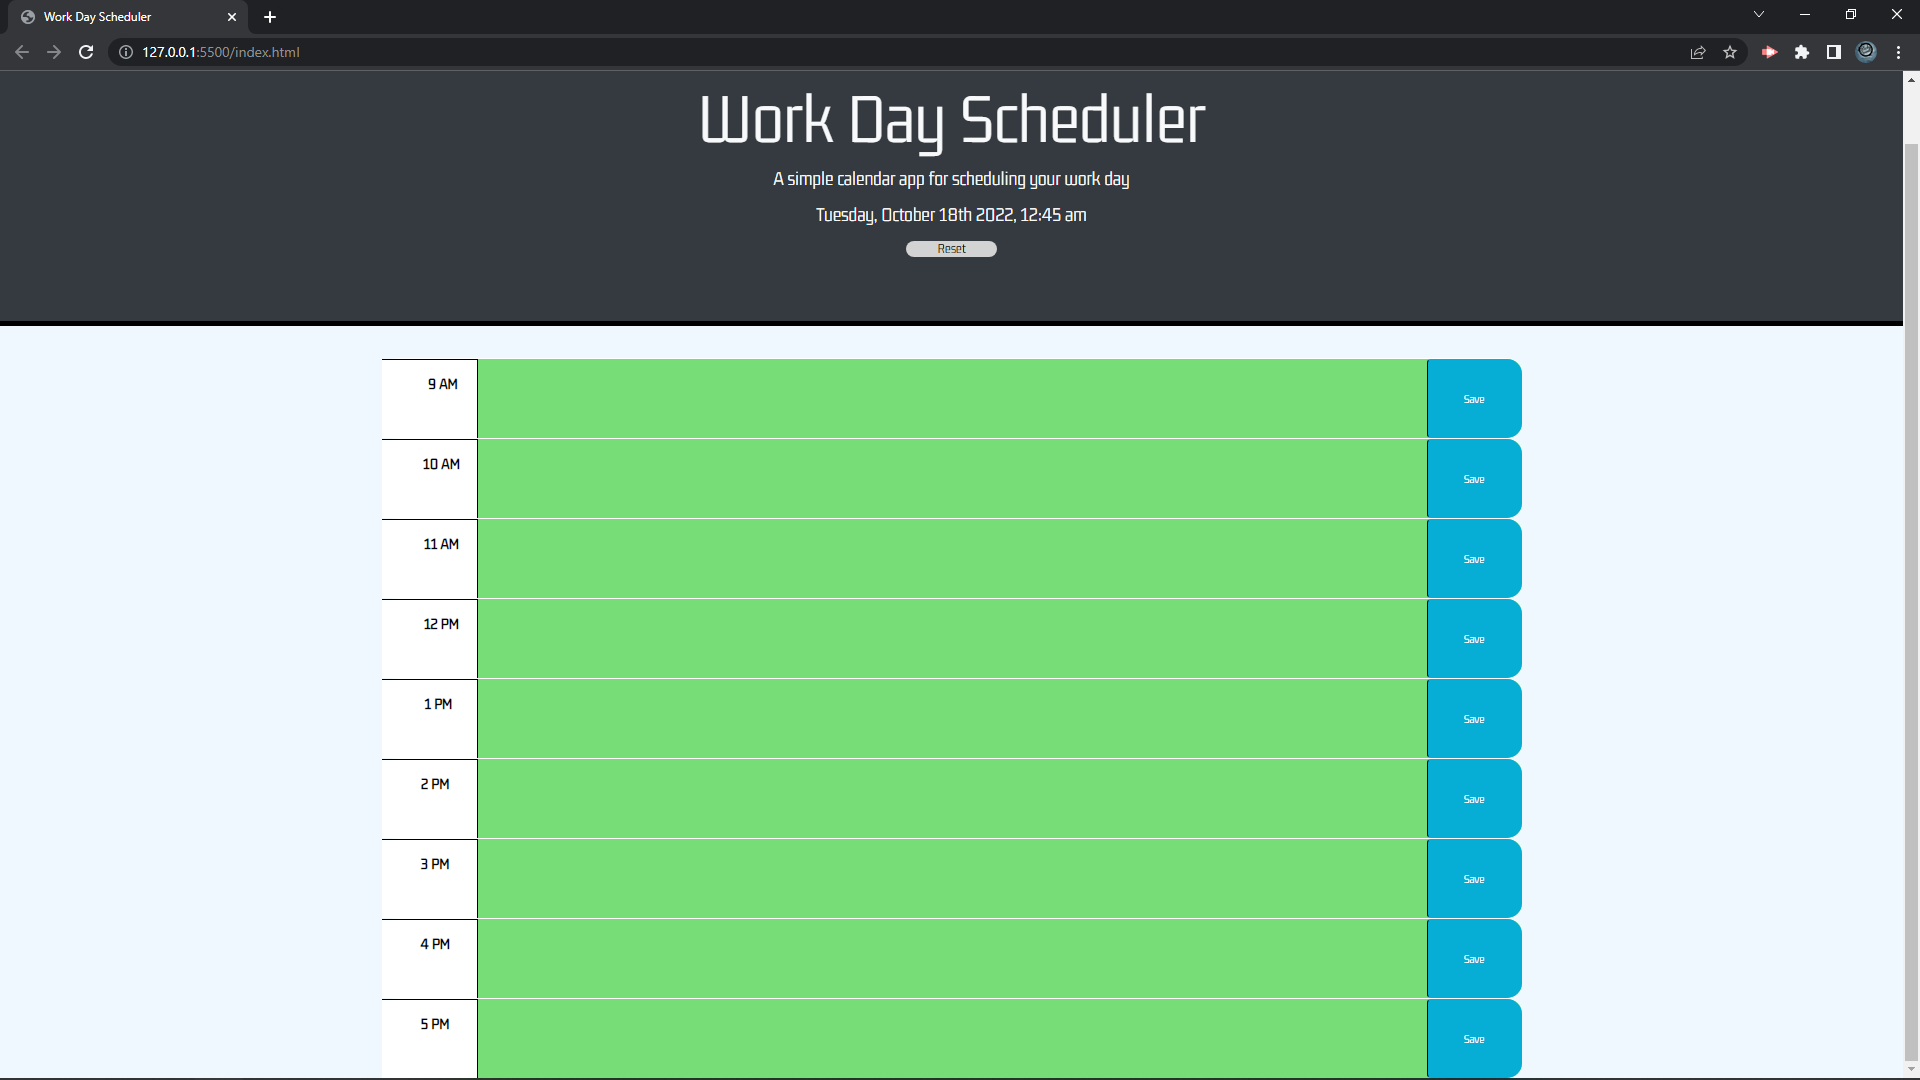 Work Day Scheduler
127.0.0.1:5500/index.html
Work Day Scheduler
A simple calendar app for scheduling your work day
Tuesday, October 18th 2022, 12:45 am
Reset
9 AM Save
10 AM Save
11 AM Save
12 PM Save
1 PM Save
2 PM Save
3 PM Save
4 PM Save
5 PM Save